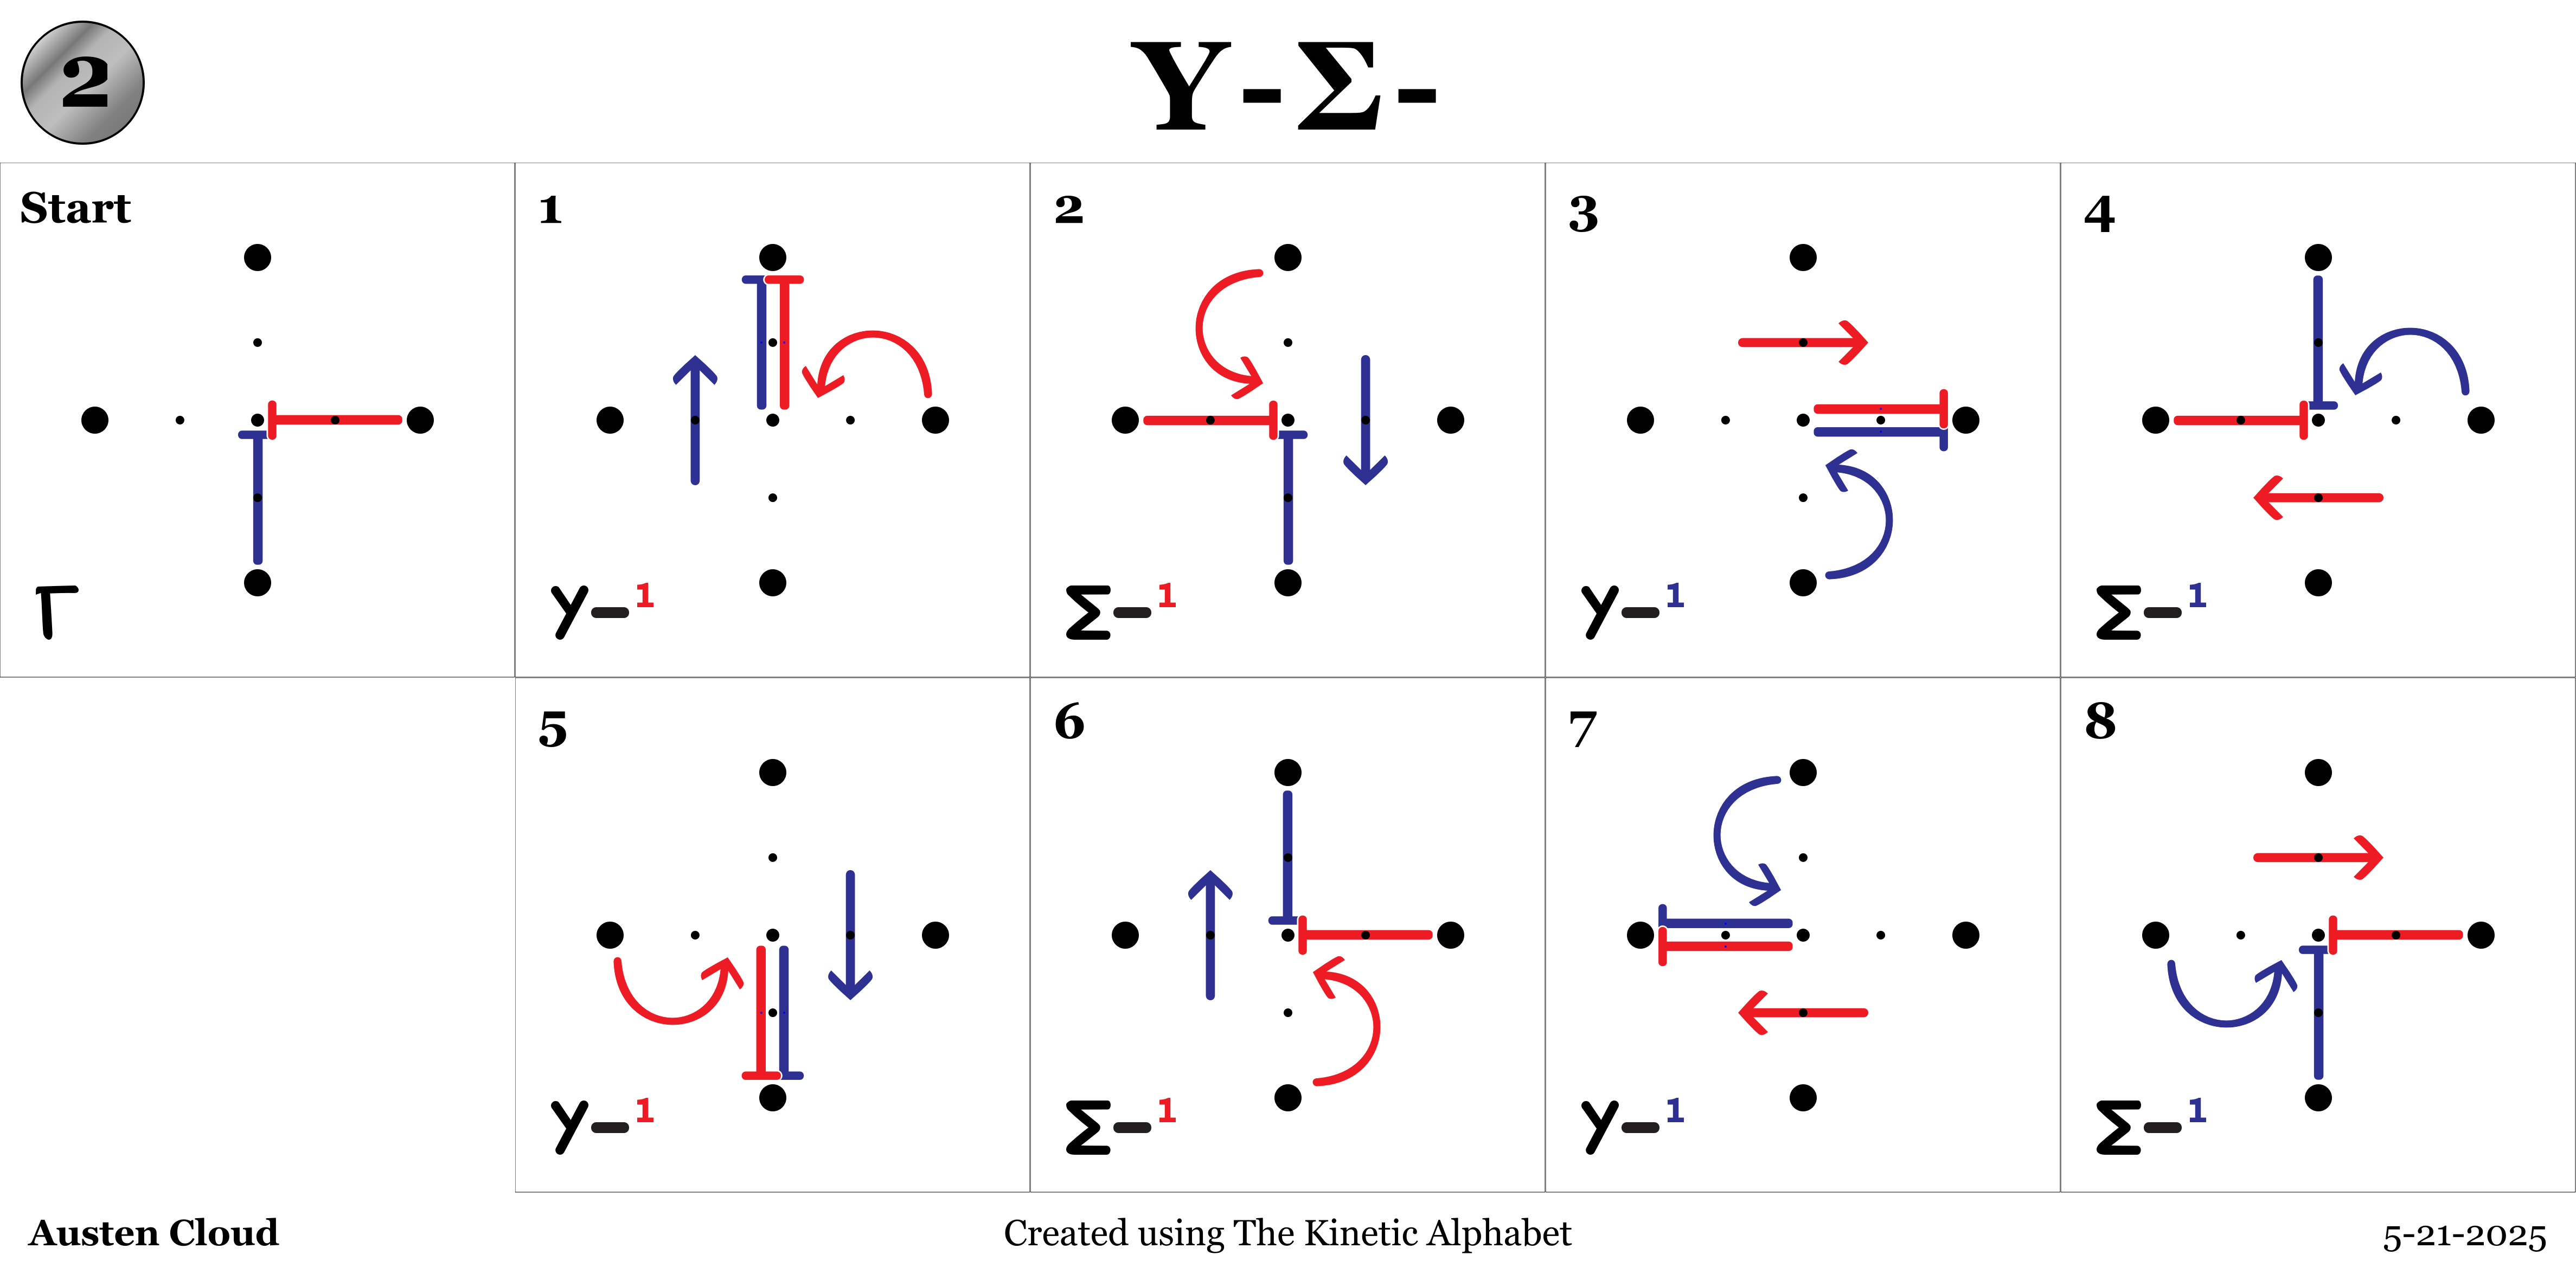 2
Y-Σ-
Start
Γ
1
Y-1
2
Σ-1
3
Y-1
4
Σ-1
5
Y-1
6
Σ-1
7
Y-1
8
Σ-1
Austen Cloud
Created using The Kinetic Alphabet
5-21-2025